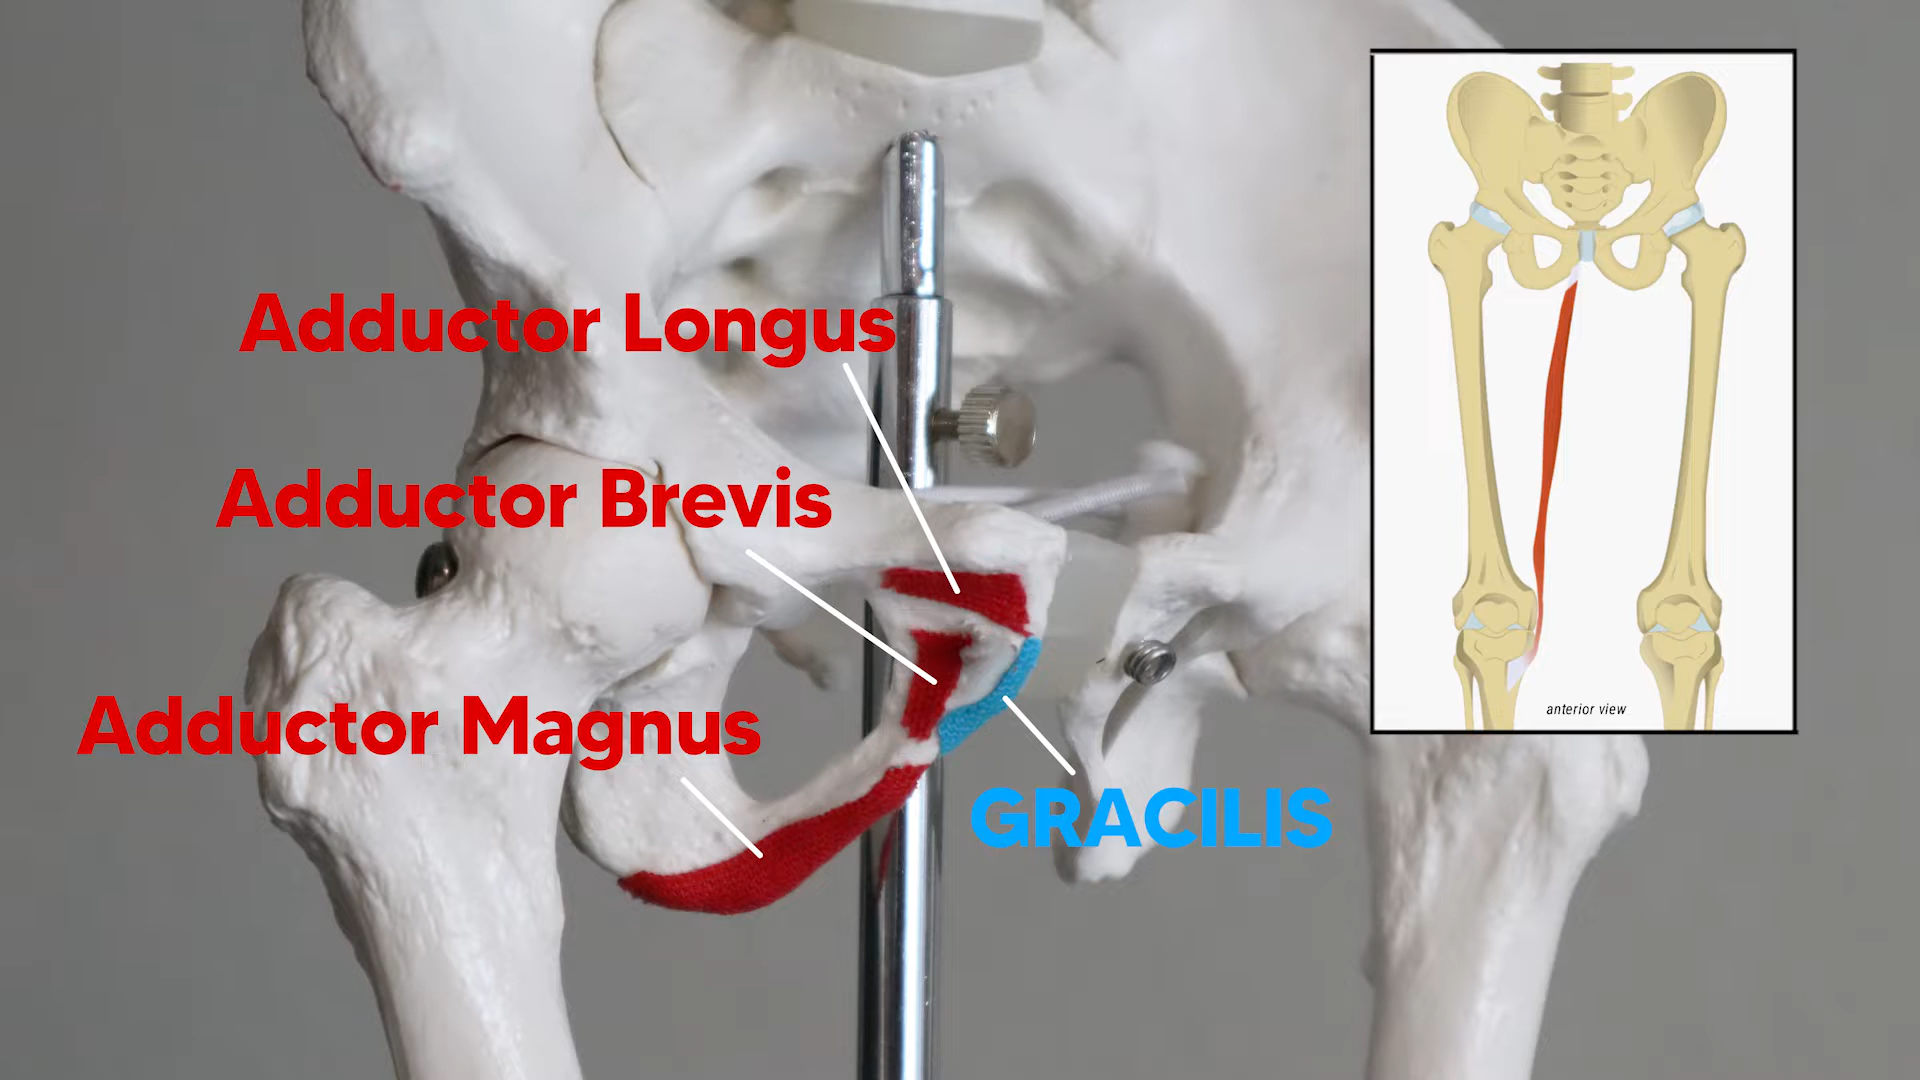 Adductor Longus
Adductor Brevis
Adductor Magnus
GRACILIS
anterior view